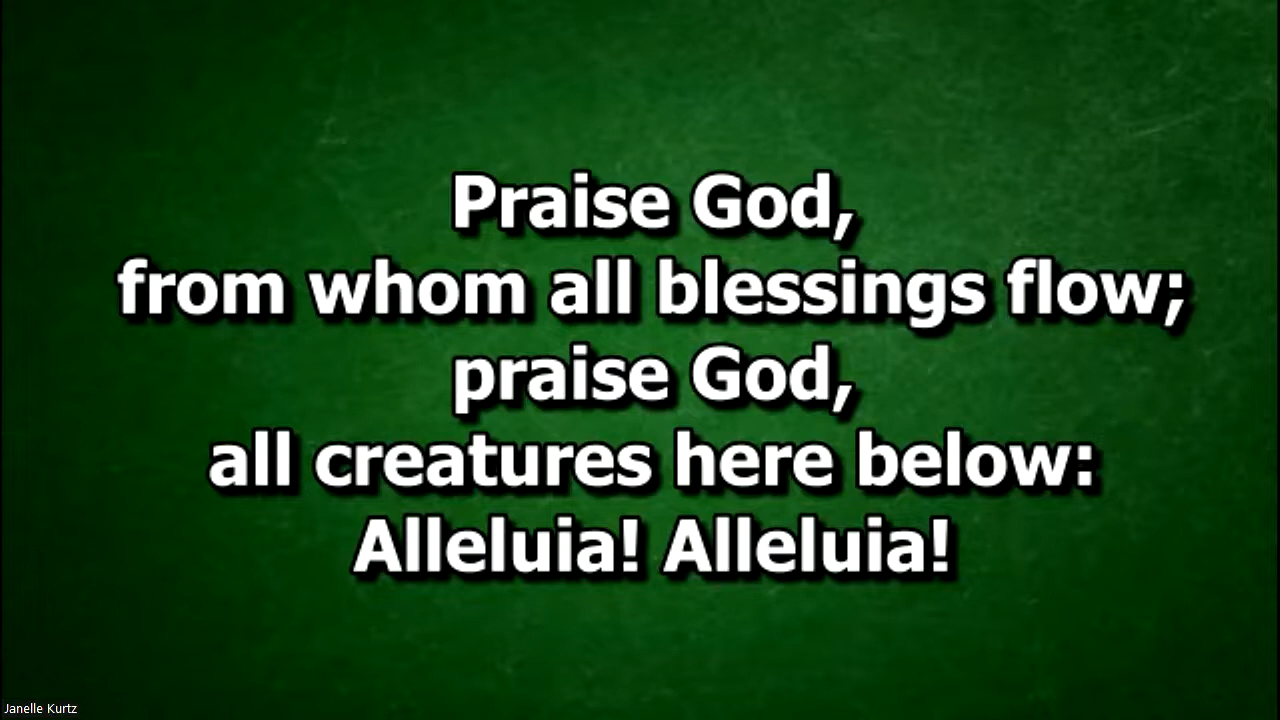 Praise God,
from whom all blessings flow;
praise God,
all creatures here below:
Alleluia! Alleluia!
Janelle Kurtz